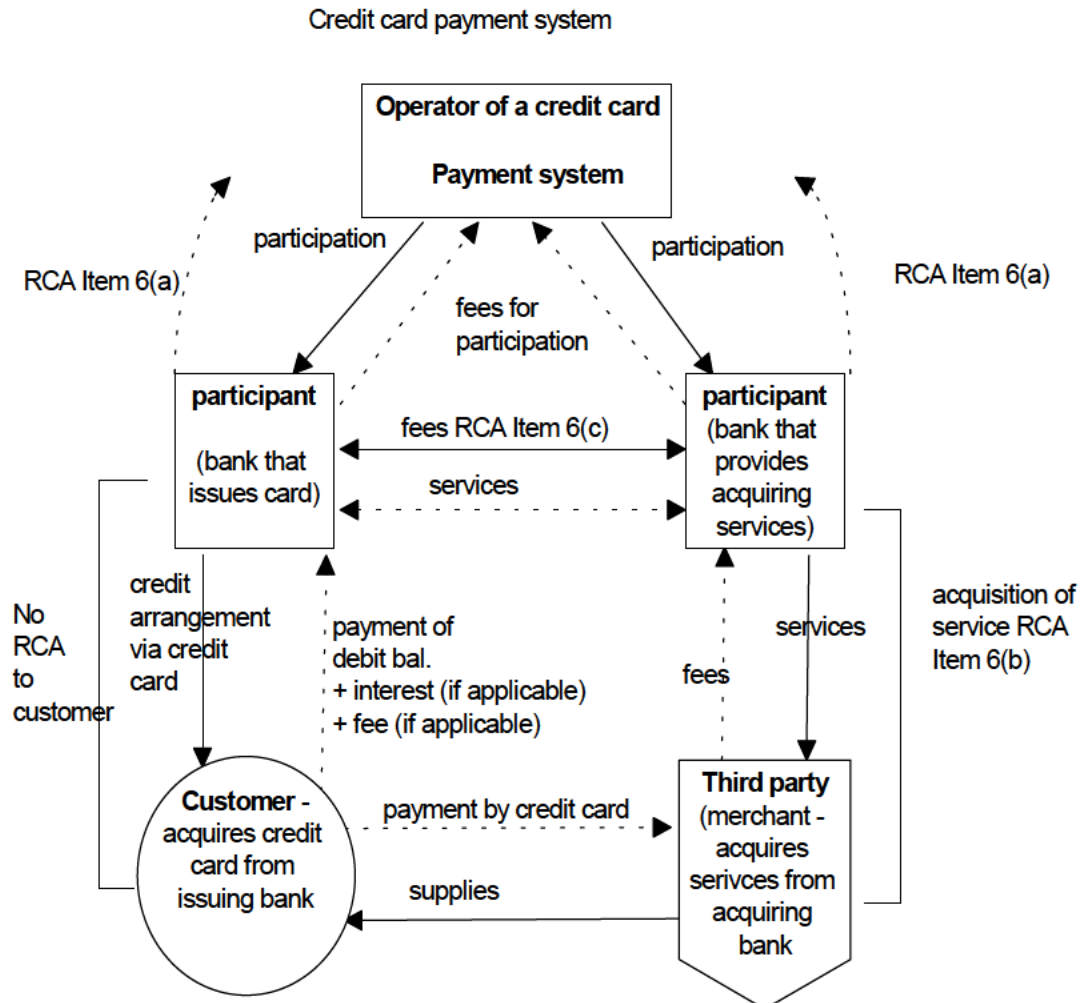 Credit card payment system
Operator of a credit card
Payment system
participation
participation
RCA Item 6(a)
RCA Item 6(a)
fees for
participation
participant
(bank that
issues card)
fees RCA Item 6(c)
services
participant
(bank that
provides
acquiring
services)
No
RCA
to
customer
credit
arrangement
via credit
card
payment of
debit bal.
+ interest (if applicable)
+ fee (if applicable)
fees
services
acquisition of
service RCA
Item 6(b)
Customer -
acquires credit
card from
issuing bank
payment by credit card
supplies
Third party
(merchant -
acquires
serivces from
acquiring
bank